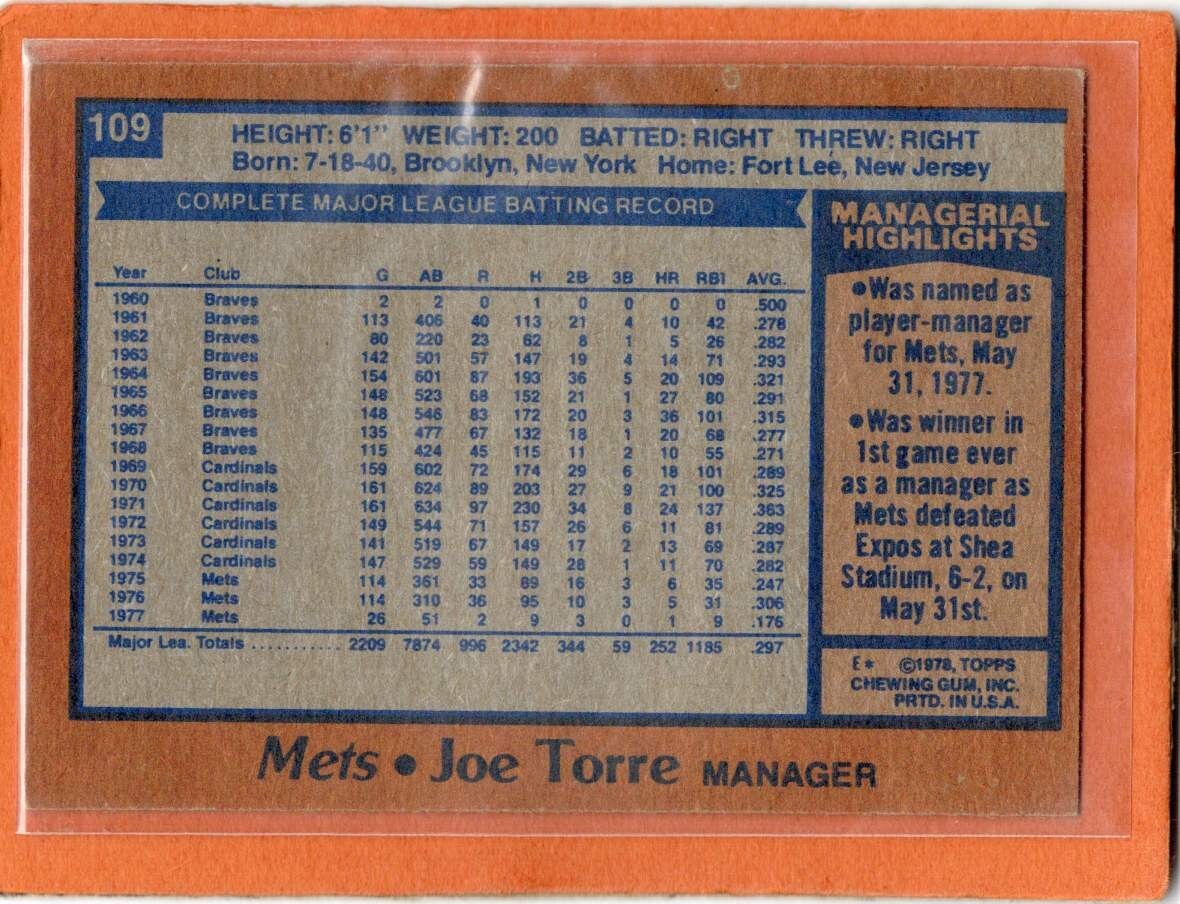 109
HEIGHT: 6'1" WEIGHT: 200 BATTED: RIGHT THREW: RIGHT
Born: 7-18-40, Brooklyn, New York Home: Fort Lee, New Jersey
COMPLETE MAJOR LEAGUE BATTING RECORD
Year Club G AB R H 2B 3B HR RBI AVG.
1960 Braves 2 2 0 1 0 0 0 0 .500
1961 Braves 113 406 40 113 21 4 10 42 .278
1962 Braves 80 220 23 62 8 1 5 26 .282
1963 Braves 142 501 57 147 19 4 14 71 .293
1964 Braves 154 601 87 193 36 5 20 109 .321
1965 Braves 148 523 68 152 21 1 27 80 .291
1966 Braves 148 546 83 172 20 3 36 101 .315
1967 Braves 135 477 67 132 18 1 20 68 .277
1968 Braves 115 424 45 115 11 2 10 55 .271
1969 Cardinals 159 602 72 174 29 6 18 101 .289
1970 Cardinals 161 624 89 203 27 9 21 100 .325
1971 Cardinals 161 634 97 230 34 8 24 137 .363
1972 Cardinals 149 544 71 157 26 6 11 81 .289
1973 Cardinals 141 519 67 149 17 2 13 69 .287
1974 Cardinals 147 529 59 149 28 1 11 70 .282
1975 Mets 114 361 33 89 16 3 6 35 .247
1976 Mets 114 310 36 95 10 3 5 31 .306
1977 Mets 26 51 2 9 3 0 1 9 .176
Major Lea. Totals ............ 2209 7874 996 2342 344 59 252 1185 .297
MANAGERIAL
HIGHLIGHTS
•Was named as
player-manager
for Mets, May
31, 1977.
•Was winner in
1st game ever
as a manager as
Mets defeated
Expos at Shea
Stadium, 6-2, on
May 31st.
E* ©1978, TOPPS
CHEWING GUM, INC.
PRTD. IN U.S.A.
Mets • Joe Torre MANAGER